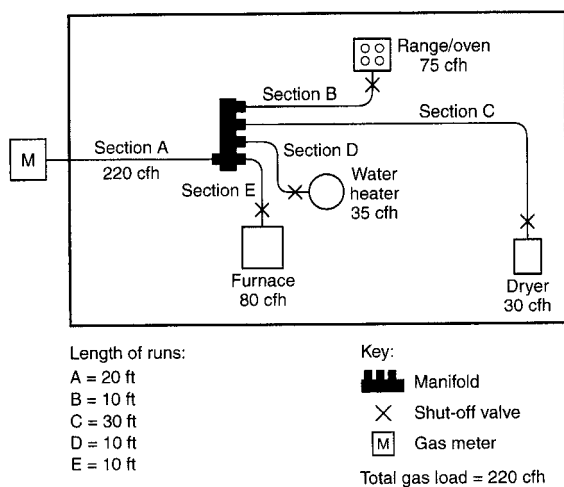 Range/oven
75 cfh
Section B
Section C
Section A
220 cfh
M
Section D
Section E
Water
heater
35 cfh
Furnace
80 cfh
Dryer
30 cfh
Length of runs:
A = 20 ft
B = 10 ft
C = 30 ft
D = 10 ft
E = 10 ft
Key:
Manifold
Shut-off valve
M Gas meter
Total gas load = 220 cfh